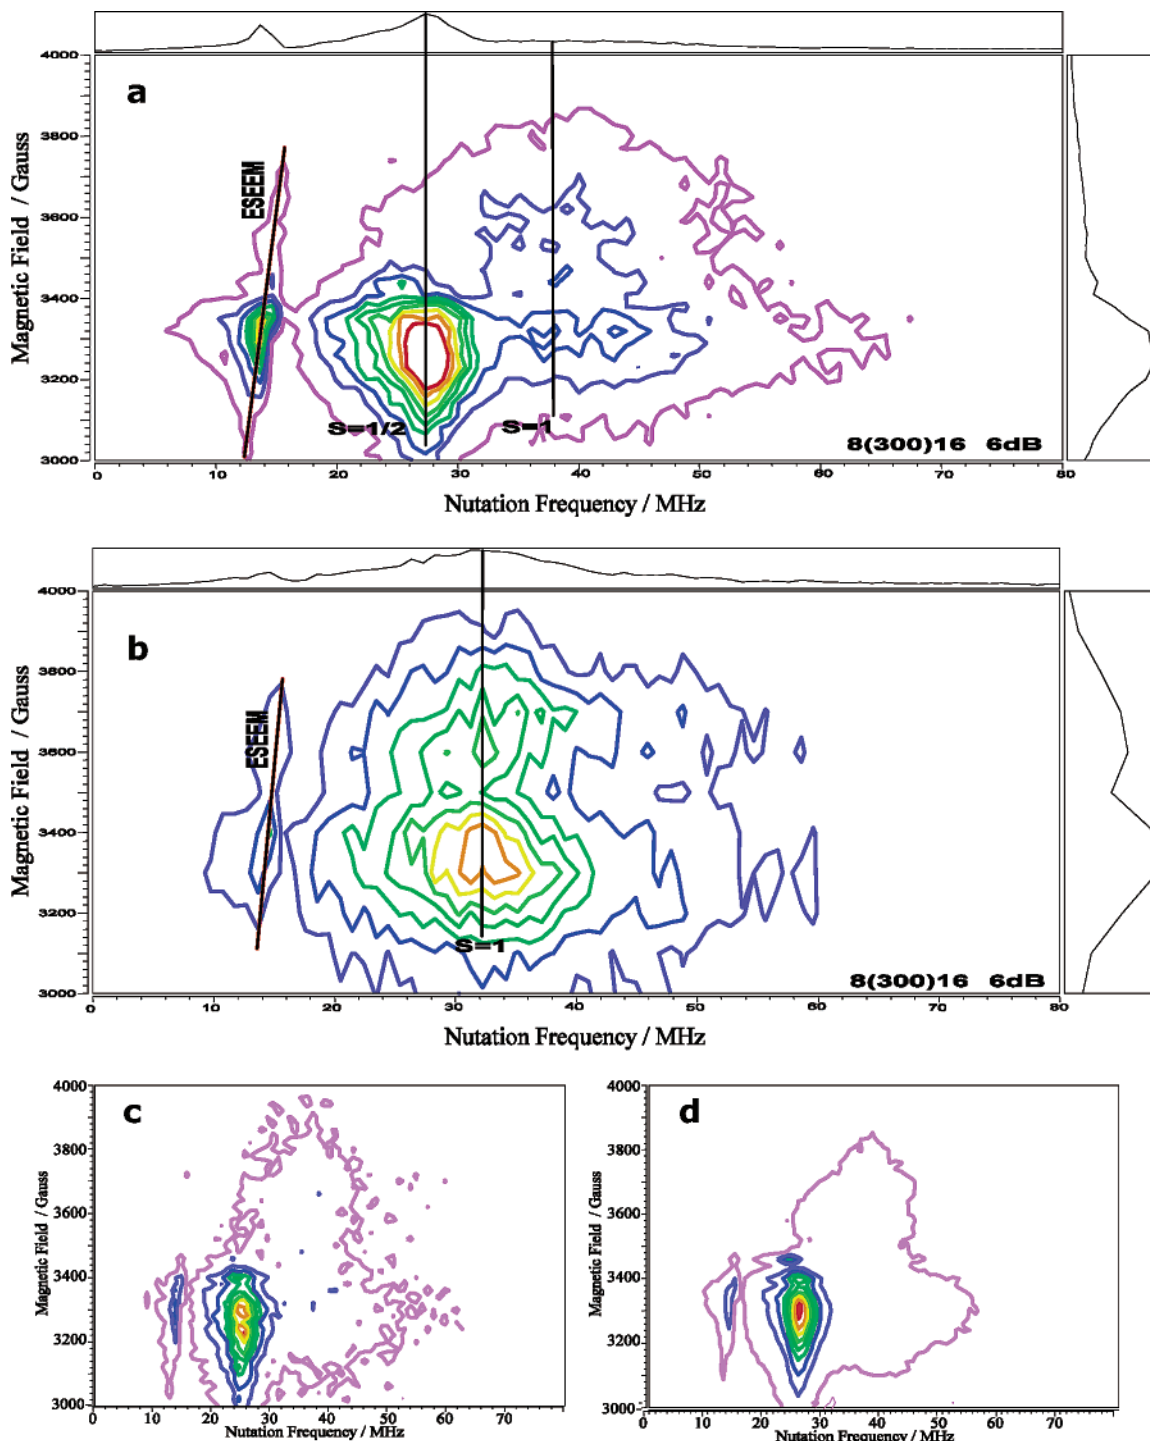 a
4000
3800
3600
3400
3200
3000
Magnetic Field / Gauss
ESEEM
S=1/2
S=1
8(300)16 6dB
0 10 20 30 40 50 60 70 80
Nutation Frequency / MHz
b
4000
3800
3600
3400
3200
3000
Magnetic Field / Gauss
ESEEM
S=1
8(300)16 6dB
0 10 20 30 40 50 60 70 80
Nutation Frequency / MHz
c
4000
3800
3600
3400
3200
3000
Magnetic Field / Gauss
0 10 20 30 40 50 60 70
Nutation Frequency / MHz
d
4000
3800
3600
3400
3200
3000
Magnetic Field / Gauss
0 10 20 30 40 50 60 70
Nutation Frequency / MHz